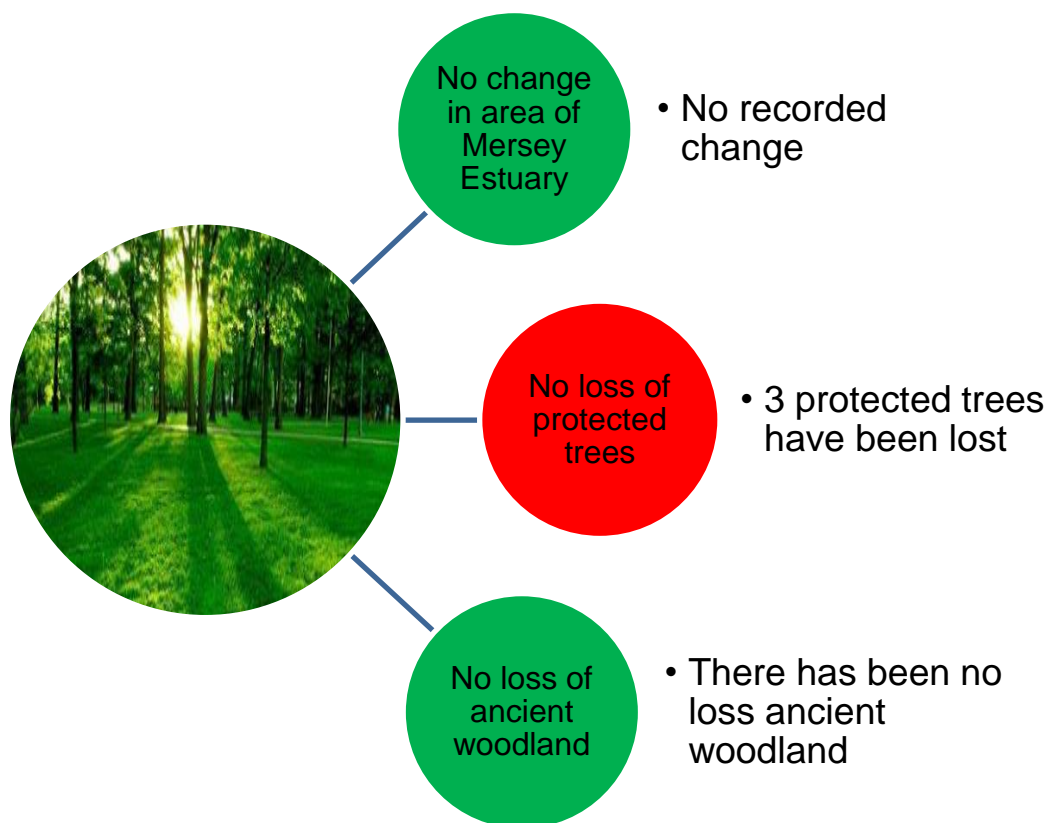 No change
in area of
Mersey
Estuary
• No recorded
change
No loss of
protected
trees
• 3 protected trees
have been lost
No loss of
ancient
woodland
• There has been no
loss ancient
woodland